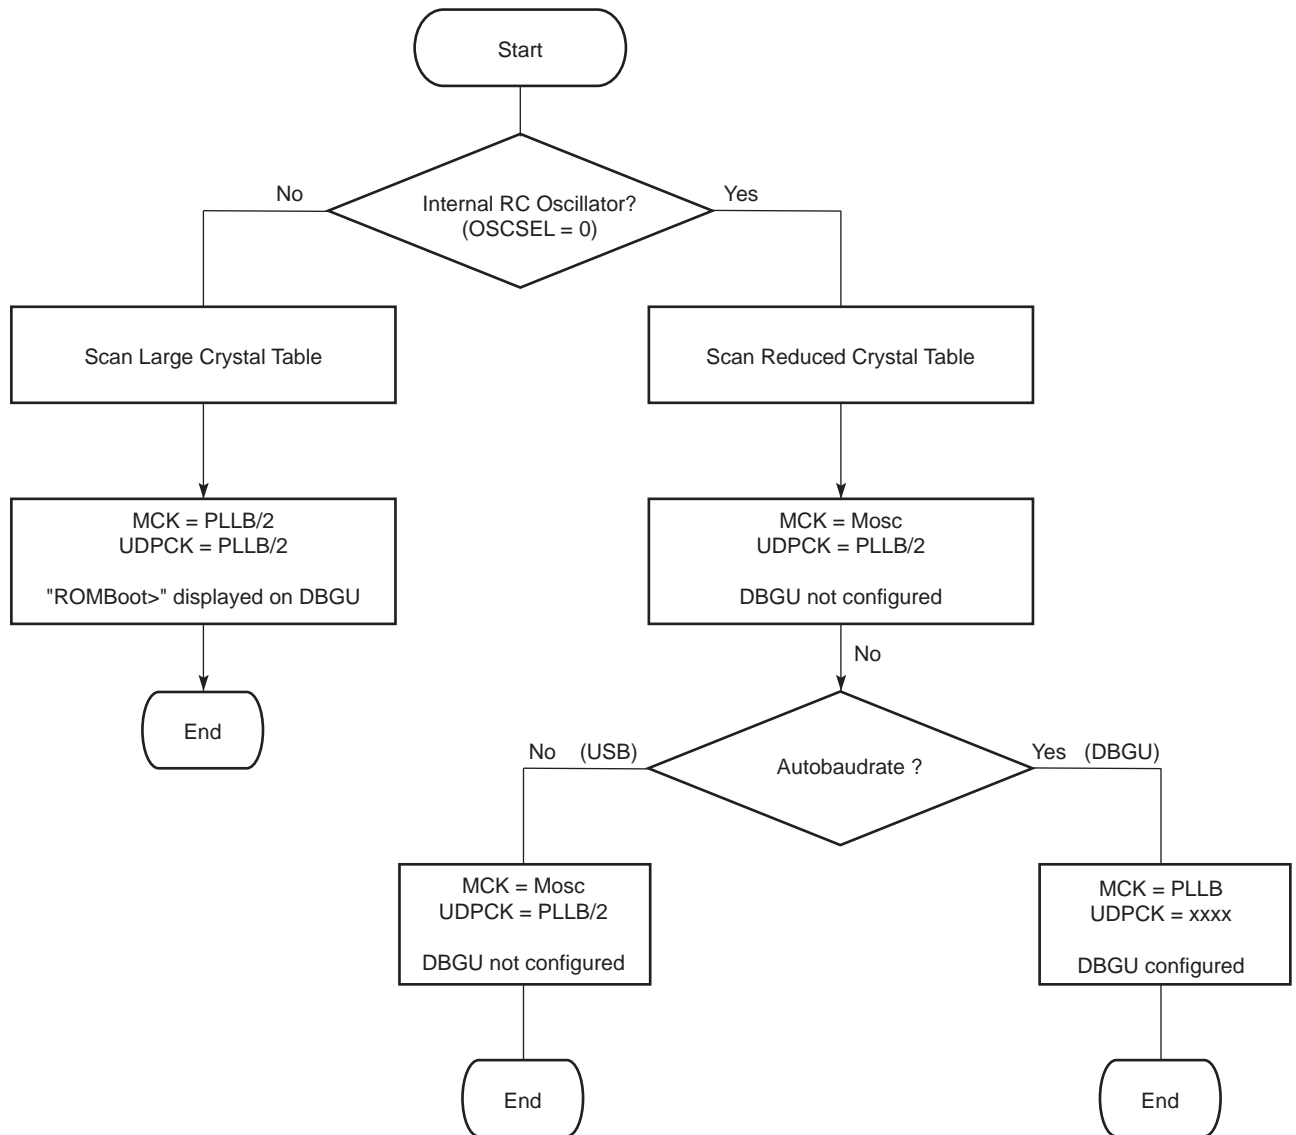 Start
No
Yes
Internal RC Oscillator?
(OSCSEL = 0)
Scan Large Crystal Table
Scan Reduced Crystal Table
MCK = PLLB/2
UDPCK = PLLB/2
"ROMBoot>" displayed on DBGU
MCK = Mosc
UDPCK = PLLB/2
DBGU not configured
No
End
No (USB)
Autobaudrate ?
Yes (DBGU)
MCK = Mosc
UDPCK = PLLB/2
DBGU not configured
MCK = PLLB
UDPCK = xxxx
DBGU configured
End
End